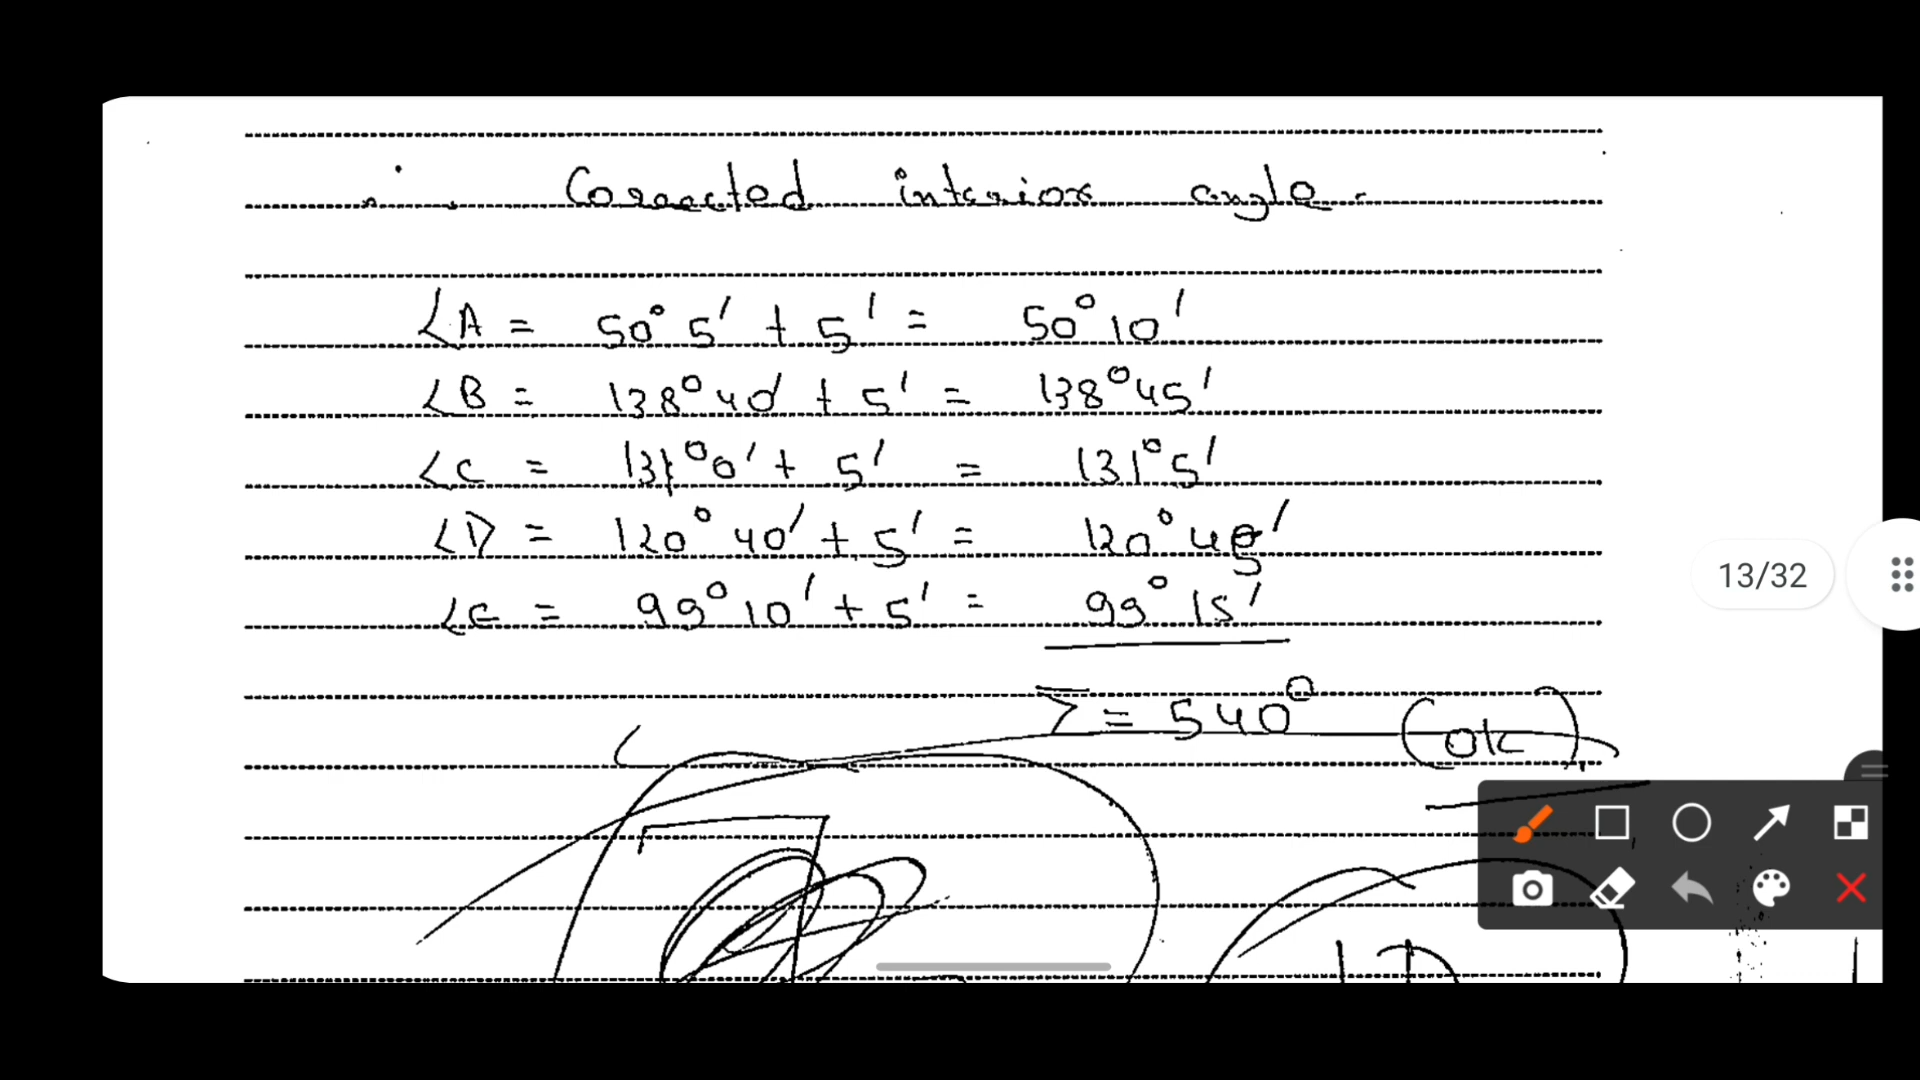 ∴ Corrected interior angle.
∠A = 50° 5' + 5' = 50° 10'
∠B = 138° 40' + 5' = 138° 45'
∠C = 131° 0' + 5' = 131° 5'
∠D = 120° 40' + 5' = 120° 45'
∠E = 99° 10' + 5' = 99° 15'
Σ = 540° (ok)
13/32